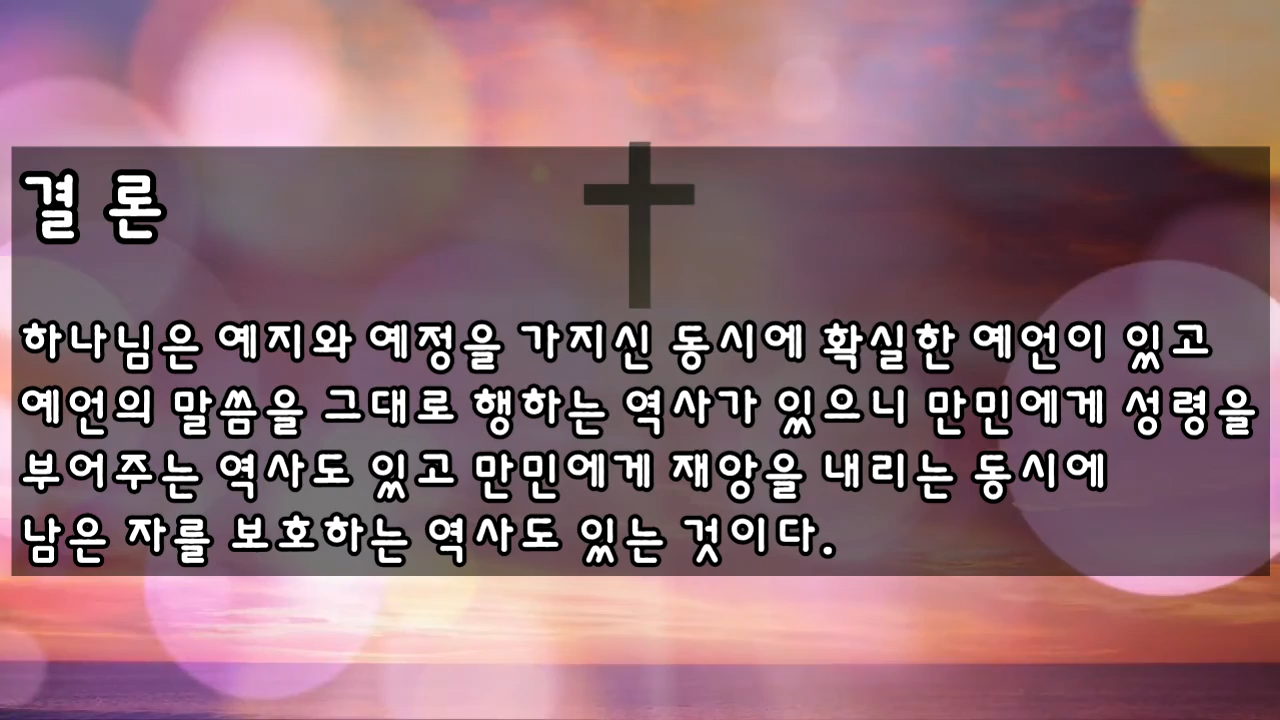 결 론
하나님은 예지와 예정을 가지신 동시에 확실한 예언이 있고
예언의 말씀을 그대로 행하는 역사가 있으니 만민에게 성령을
부어주는 역사도 있고 만민에게 재앙을 내리는 동시에
남은 자를 보호하는 역사도 있는 것이다.